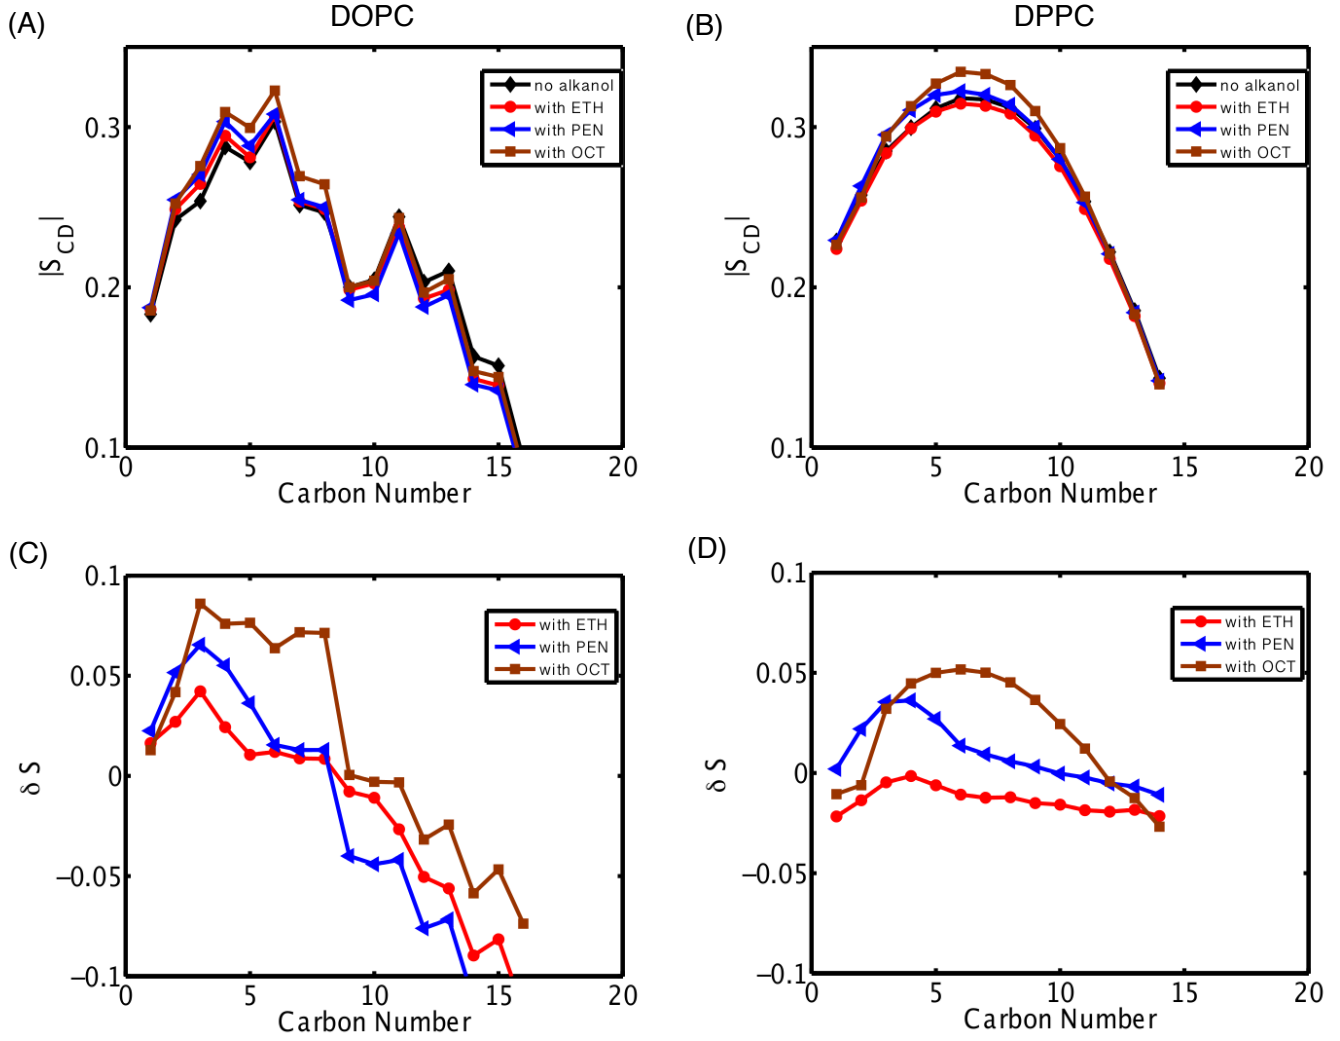 (A) DOPC
0.3
0.2
0.1
|S CD|
no alkanol
with ETH
with PEN
with OCT
0 5 10 15 20
Carbon Number
(B) DPPC
0.3
0.2
0.1
|S CD|
no alkanol
with ETH
with PEN
with OCT
0 5 10 15 20
Carbon Number
(C)
0.1
0.05
0
−0.05
−0.1
δ S
with ETH
with PEN
with OCT
0 5 10 15 20
Carbon Number
(D)
0.1
0.05
0
−0.05
−0.1
δ S
with ETH
with PEN
with OCT
0 5 10 15 20
Carbon Number